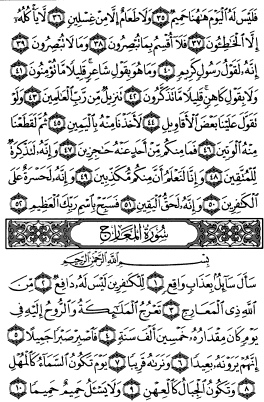 فَلَيْسَ لَهُ الْيَوْمَ هَاهُنَا حَمِيمٌ ٣٥ وَلَا طَعَامٌ إِلَّا مِنْ غِسْلِينٍ ٣٦ لَا يَأْكُلُهُ
إِلَّا الْخَاطِئُونَ ٣٧ فَلَا أُقْسِمُ بِمَا تُبْصِرُونَ ٣٨ وَمَا لَا تُبْصِرُونَ ٣٩
إِنَّهُ لَقَوْلُ رَسُولٍ كَرِيمٍ ٤٠ وَمَا هُوَ بِقَوْلِ شَاعِرٍ قَلِيلًا مَّا تُؤْمِنُونَ ٤١
وَلَا بِقَوْلِ كَاهِنٍ قَلِيلًا مَّا تَذَكَّرُونَ ٤٢ تَنزِيلٌ مِّن رَّبِّ الْعَالَمِينَ ٤٣ وَلَوْ
تَقَوَّلَ عَلَيْنَا بَعْضَ الْأَقَاوِيلِ ٤٤ لَأَخَذْنَا مِنْهُ بِالْيَمِينِ ٤٥ ثُمَّ لَقَطَعْنَا
مِنْهُ الْوَتِينَ ٤٦ فَمَا مِنكُم مِّنْ أَحَدٍ عَنْهُ حَاجِزِينَ ٤٧ وَإِنَّهُ لَتَذْكِرَةٌ
لِّلْمُتَّقِينَ ٤٨ وَإِنَّا لَنَعْلَمُ أَنَّ مِنكُم مُّكَذِّبِينَ ٤٩ وَإِنَّهُ لَحَسْرَةٌ عَلَى
الْكَافِرِينَ ٥٠ وَإِنَّهُ لَحَقُّ الْيَقِينِ ٥١ فَسَبِّحْ بِاسْمِ رَبِّكَ الْعَظِيمِ ٥٢
سُورَةُ الْمَعَارِجِ
بِسْمِ اللَّهِ الرَّحْمَٰنِ الرَّحِيمِ
سَأَلَ سَائِلٌ بِعَذَابٍ وَاقِعٍ ١ لِّلْكَافِرِينَ لَيْسَ لَهُ دَافِعٌ ٢ مِّنَ
اللَّهِ ذِي الْمَعَارِجِ ٣ تَعْرُجُ الْمَلَائِكَةُ وَالرُّوحُ إِلَيْهِ فِي
يَوْمٍ كَانَ مِقْدَارُهُ خَمْسِينَ أَلْفَ سَنَةٍ ٤ فَاصْبِرْ صَبْرًا جَمِيلًا ٥
إِنَّهُمْ يَرَوْنَهُ بَعِيدًا ٦ وَنَرَاهُ قَرِيبًا ٧ يَوْمَ تَكُونُ السَّمَاءُ كَالْمُهْلِ
٨ وَتَكُونُ الْجِبَالُ كَالْعِهْنِ ٩ وَلَا يَسْأَلُ حَمِيمٌ حَمِيمًا ١٠